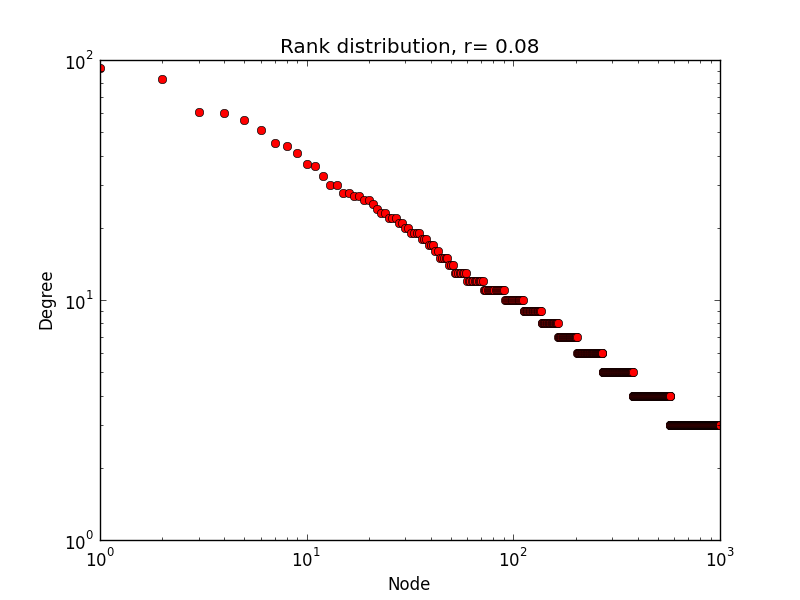 Rank distribution, r= 0.08
10²
10¹
10⁰
Degree
10⁰ 10¹ 10² 10³
Node